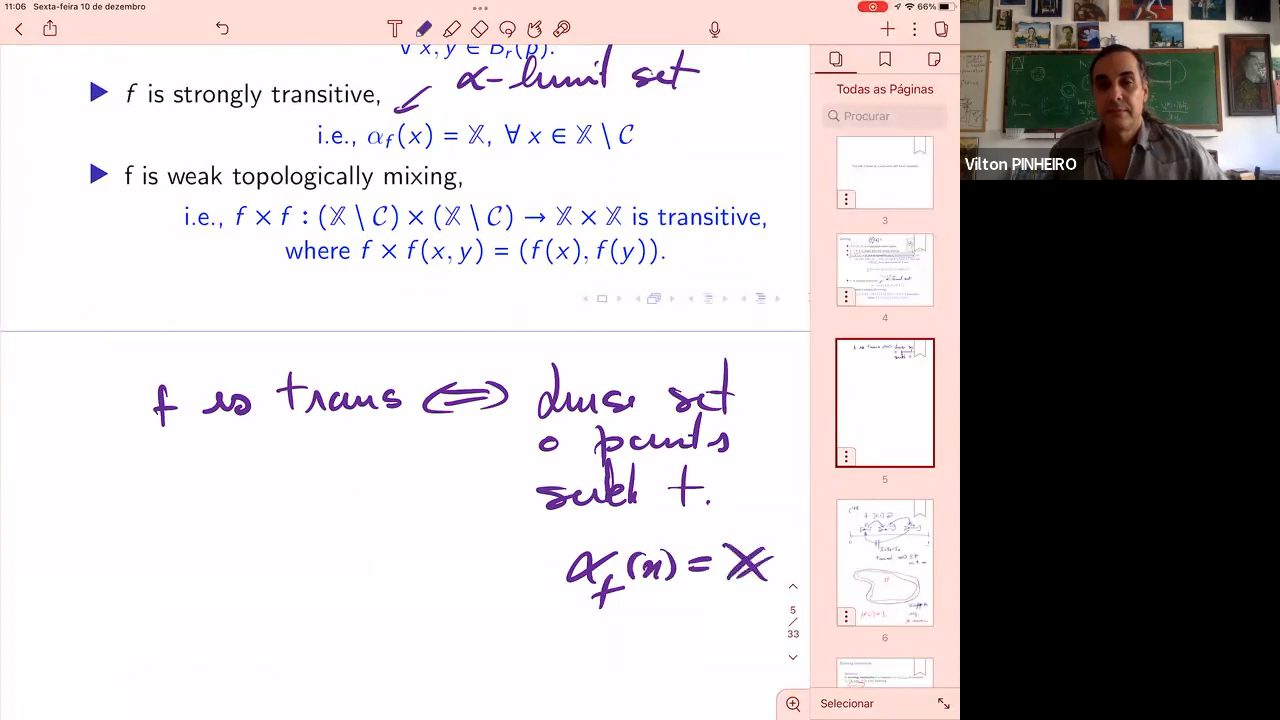 11:06 Sexta-feira 10 de dezembro
66%
∀ x, y ∈ B_r(p).
α-limit set
f is strongly transitive,
i.e., α_f(x) = 𝕏, ∀ x ∈ 𝕏 \ 𝒞
f is weak topologically mixing,
i.e., f × f : (𝕏 \ 𝒞) × (𝕏 \ 𝒞) → 𝕏 × 𝕏 is transitive,
where f × f(x, y) = (f(x), f(y)).
f is trans ⟺ dense set
o points
such t.
α_f(x) = 𝕏
5
/
33
Todas as Páginas
Procurar
3
4
5
6
Selecionar
Vilton PINHEIRO